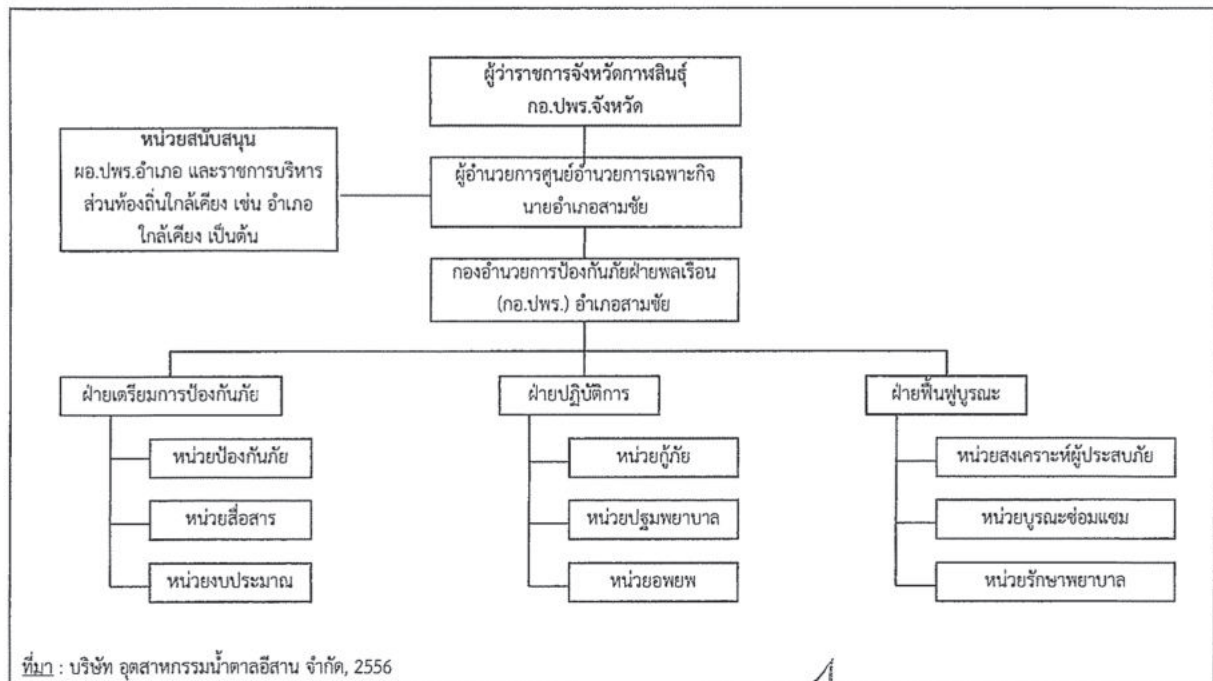 ผู้ว่าราชการจังหวัดกาฬสินธุ์
กอ.ปพร.จังหวัด
หน่วยสนับสนุน
ผอ.ปพร.อำเภอ และราชการบริหาร
ส่วนท้องถิ่นใกล้เคียง เช่น อำเภอ
ใกล้เคียง เป็นต้น
ผู้อำนวยการศูนย์อำนวยการเฉพาะกิจ
นายอำเภอสามชัย
กองอำนวยการป้องกันภัยฝ่ายพลเรือน
(กอ.ปพร.) อำเภอสามชัย
ฝ่ายเตรียมการป้องกันภัย
หน่วยป้องกันภัย
หน่วยสื่อสาร
หน่วยงบประมาณ
ฝ่ายปฏิบัติการ
หน่วยกู้ภัย
หน่วยปฐมพยาบาล
หน่วยอพยพ
ฝ่ายฟื้นฟูบูรณะ
หน่วยสงเคราะห์ผู้ประสบภัย
หน่วยบูรณะซ่อมแซม
หน่วยรักษาพยาบาล
ที่มา : บริษัท อุตสาหกรรมน้ำตาลอีสาน จำกัด, 2556